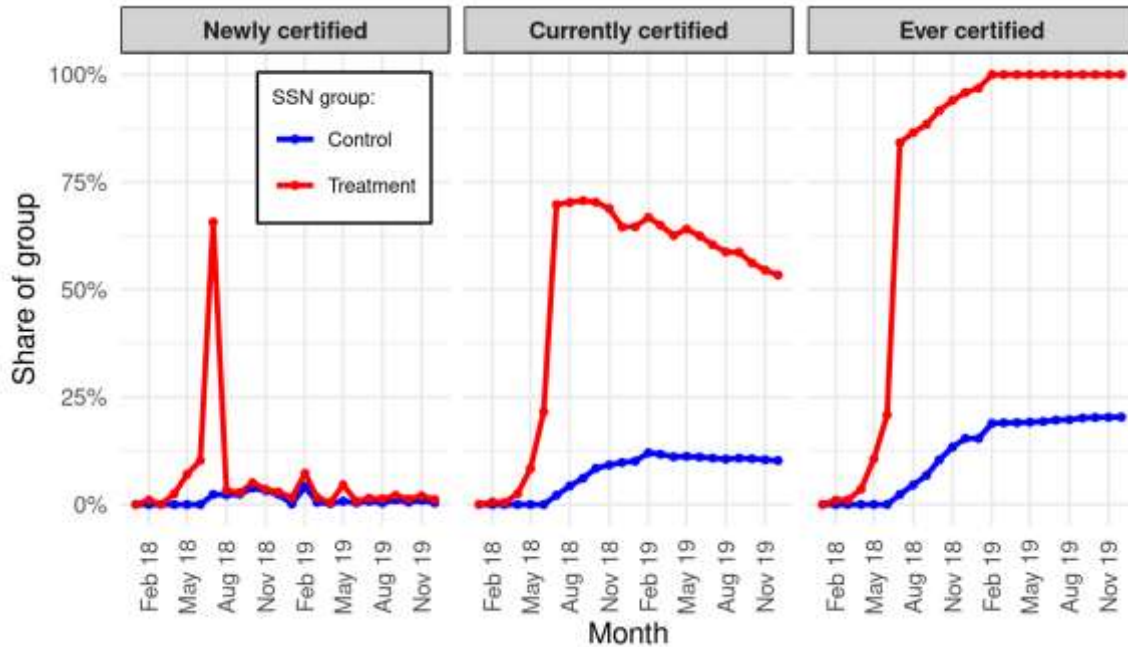 Newly certified
Currently certified
Ever certified
Share of group
100%
75%
50%
25%
0%
SSN group:
Control
Treatment
Feb 18
May 18
Aug 18
Nov 18
Feb 19
May 19
Aug 19
Nov 19
Feb 18
May 18
Aug 18
Nov 18
Feb 19
May 19
Aug 19
Nov 19
Feb 18
May 18
Aug 18
Nov 18
Feb 19
May 19
Aug 19
Nov 19
Month